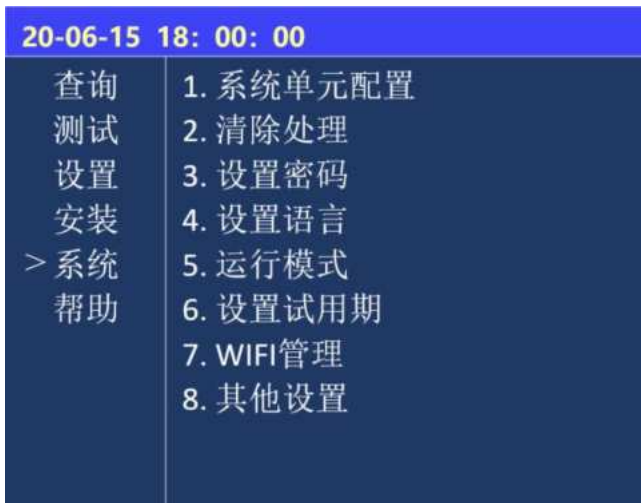 20-06-15 18：00：00
查询
测试
设置
安装
>系统
帮助
1. 系统单元配置
2. 清除处理
3. 设置密码
4. 设置语言
5. 运行模式
6. 设置试用期
7. WIFI管理
8. 其他设置